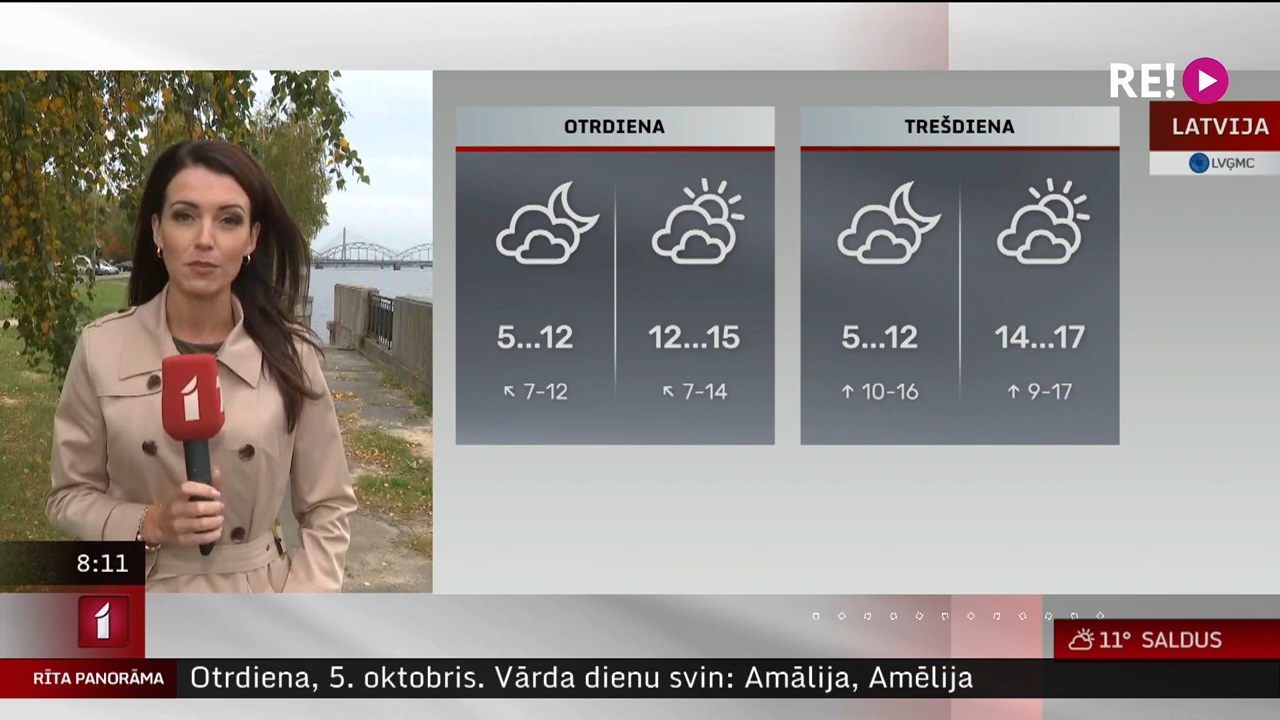 RE!
OTRDIENA
TREŠDIENA
LATVIJA
LVĢMC
5...12
12...15
5...12
14...17
↖ 7-12
↖ 7-14
↑ 10-16
↑ 9-17
1
8:11
1
11° SALDUS
RĪTA PANORĀMA
Otrdiena, 5. oktobris. Vārda dienu svin: Amālija, Amēlija